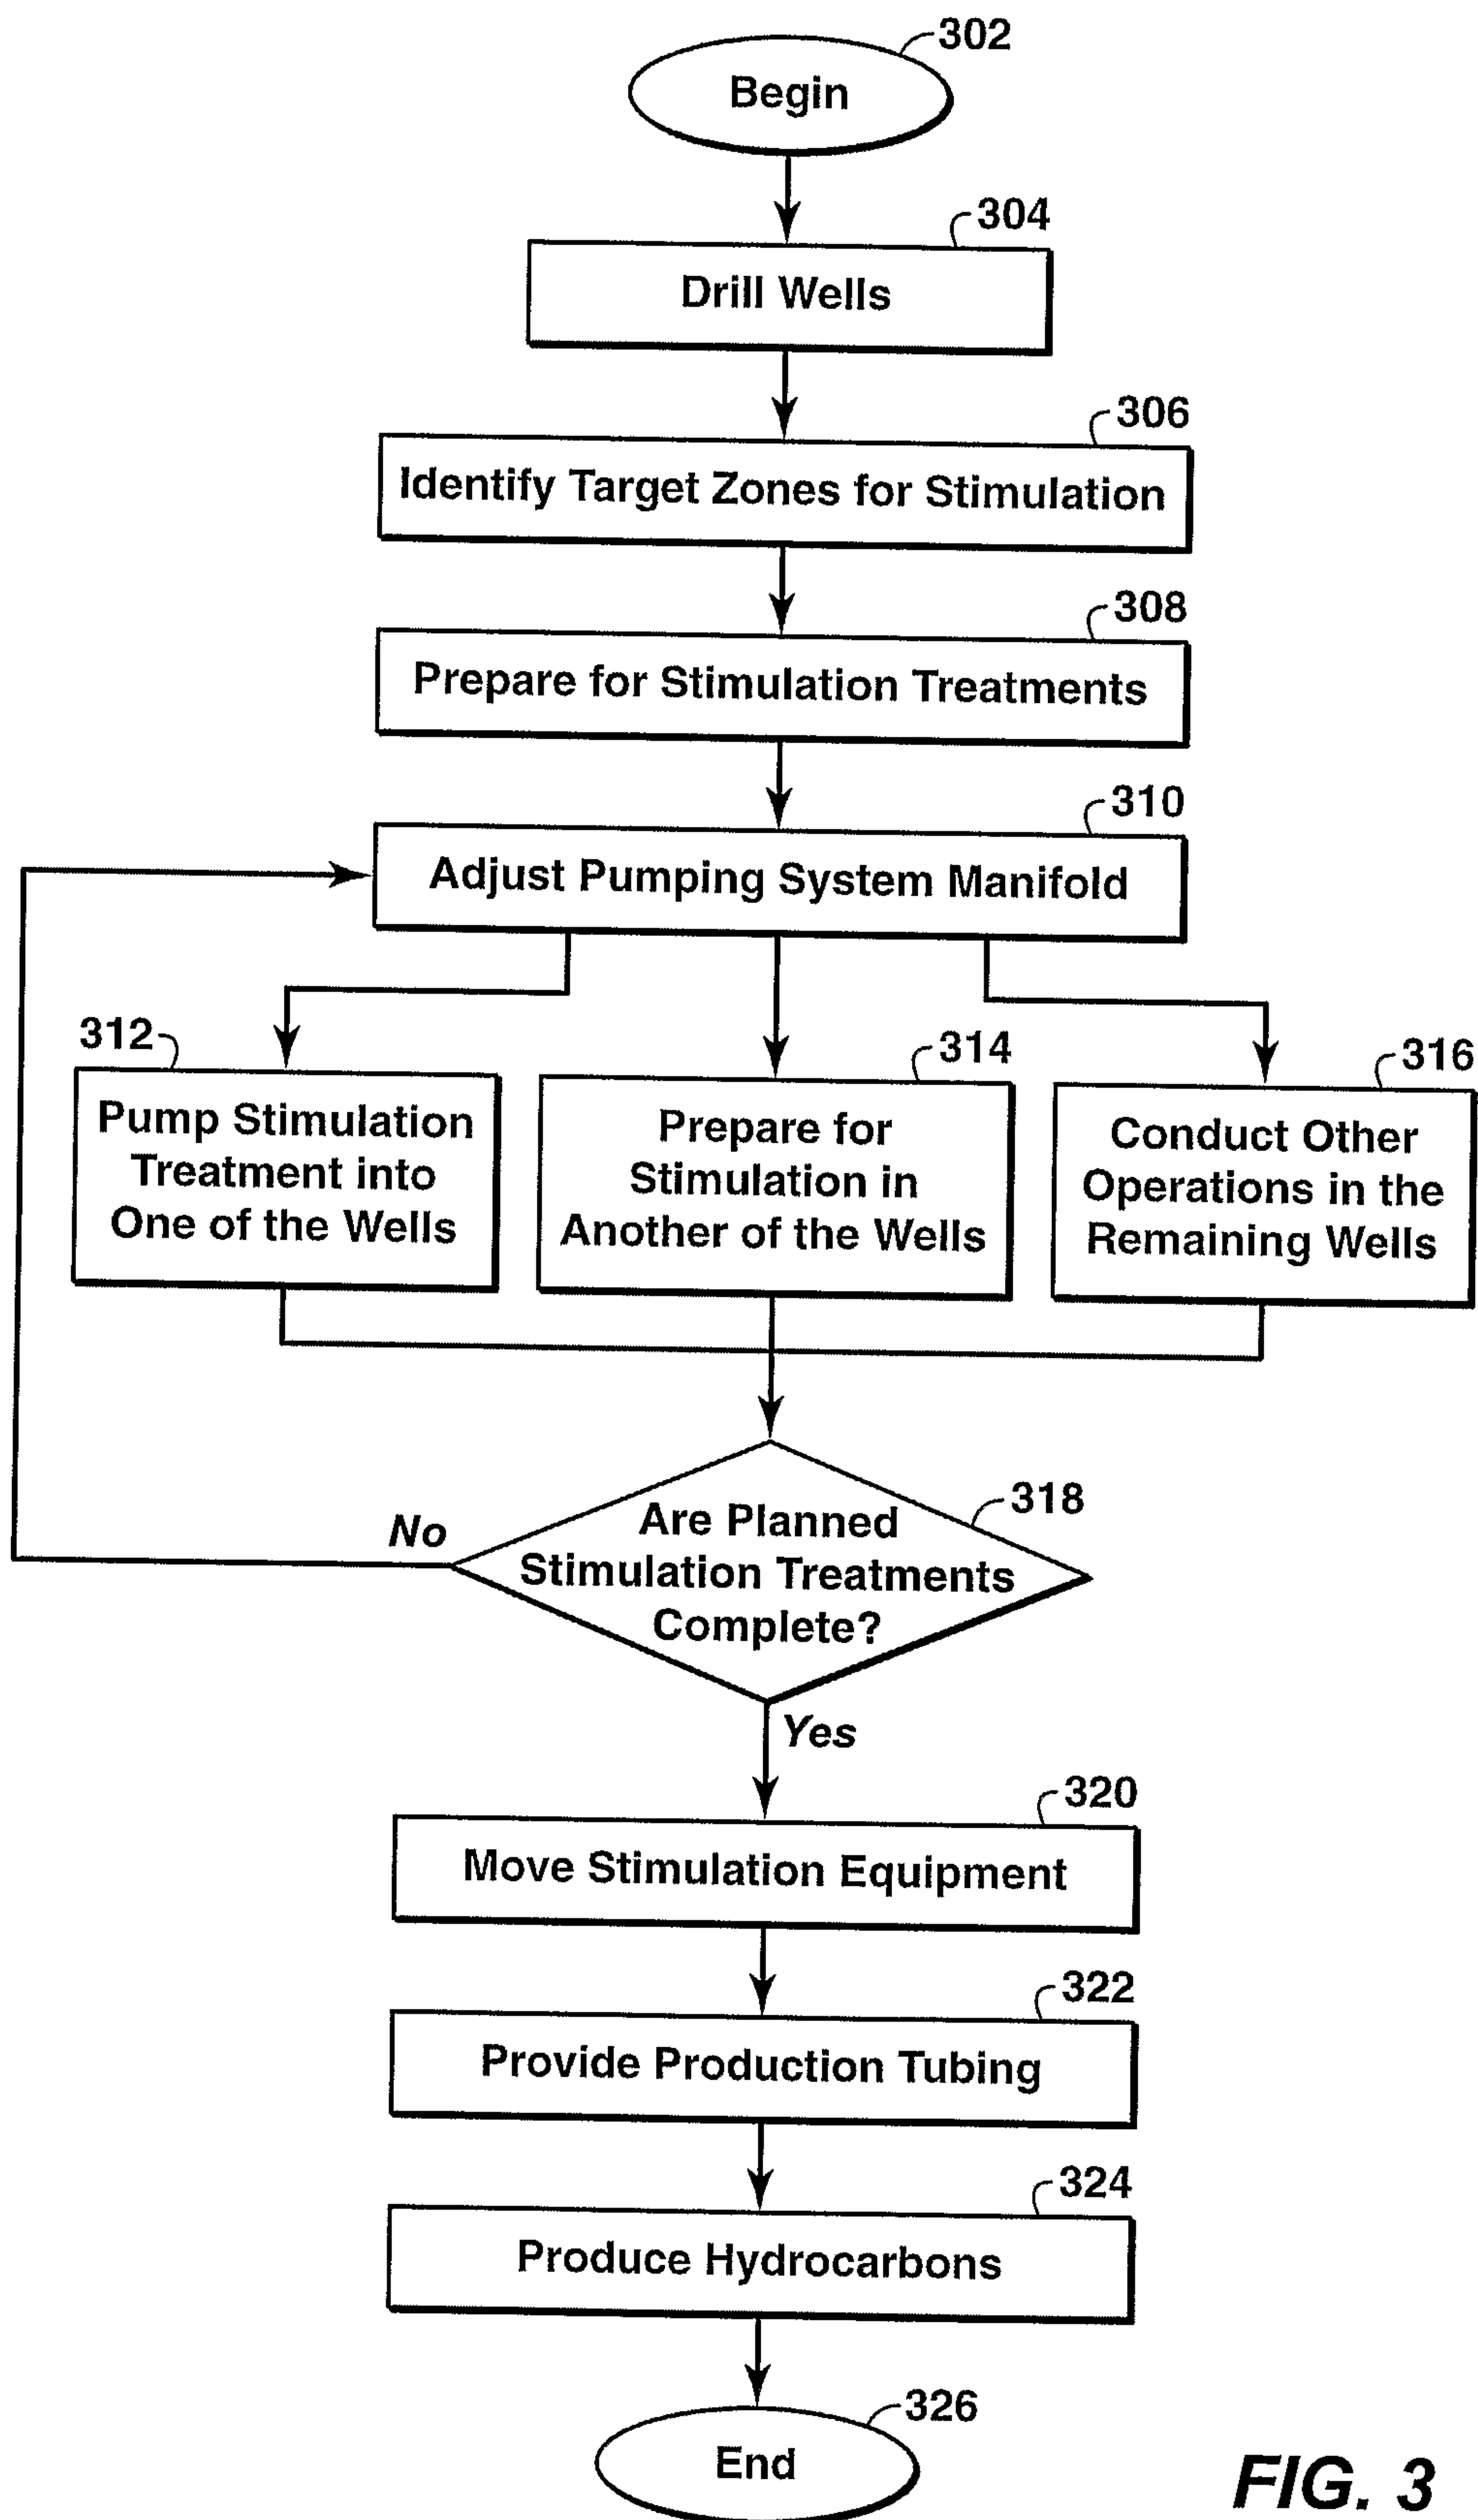 302
Begin
304
Drill Wells
306
Identify Target Zones for Stimulation
308
Prepare for Stimulation Treatments
310
Adjust Pumping System Manifold
312
Pump Stimulation
Treatment into
One of the Wells
314
Prepare for
Stimulation in
Another of the Wells
316
Conduct Other
Operations in the
Remaining Wells
318
Are Planned
Stimulation Treatments
Complete?
No
Yes
320
Move Stimulation Equipment
322
Provide Production Tubing
324
Produce Hydrocarbons
326
End
FIG. 3